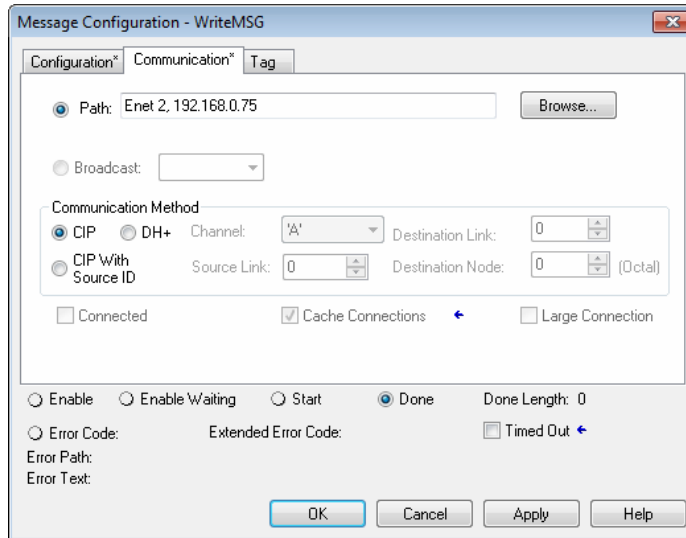 Message Configuration - WriteMSG
Configuration* Communication* Tag
Path: Enet 2, 192.168.0.75 Browse...
Broadcast:
Communication Method
CIP DH+ Channel: 'A' Destination Link: 0
CIP With Source ID Source Link: 0 Destination Node: 0 (Octal)
Connected Cache Connections Large Connection
Enable Enable Waiting Start Done Done Length: 0
Error Code: Extended Error Code: Timed Out
Error Path:
Error Text:
OK Cancel Apply Help